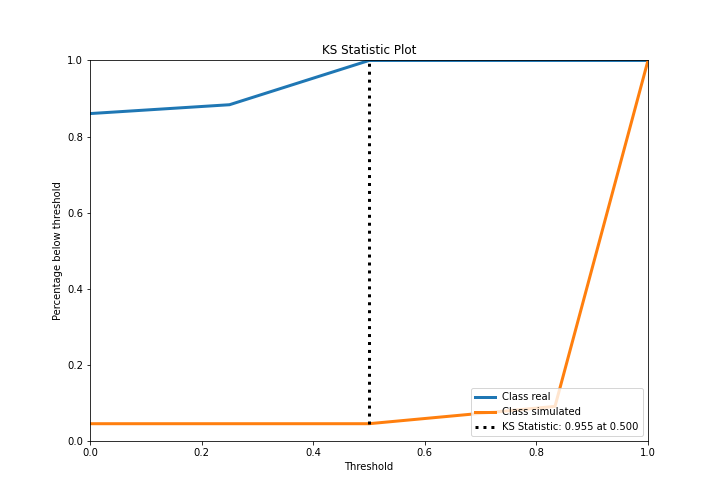 KS Statistic Plot
1.0
0.8
0.6
0.4
0.2
0.0
Percentage below threshold
0.0 0.2 0.4 0.6 0.8 1.0
Threshold
Class real
Class simulated
KS Statistic: 0.955 at 0.500